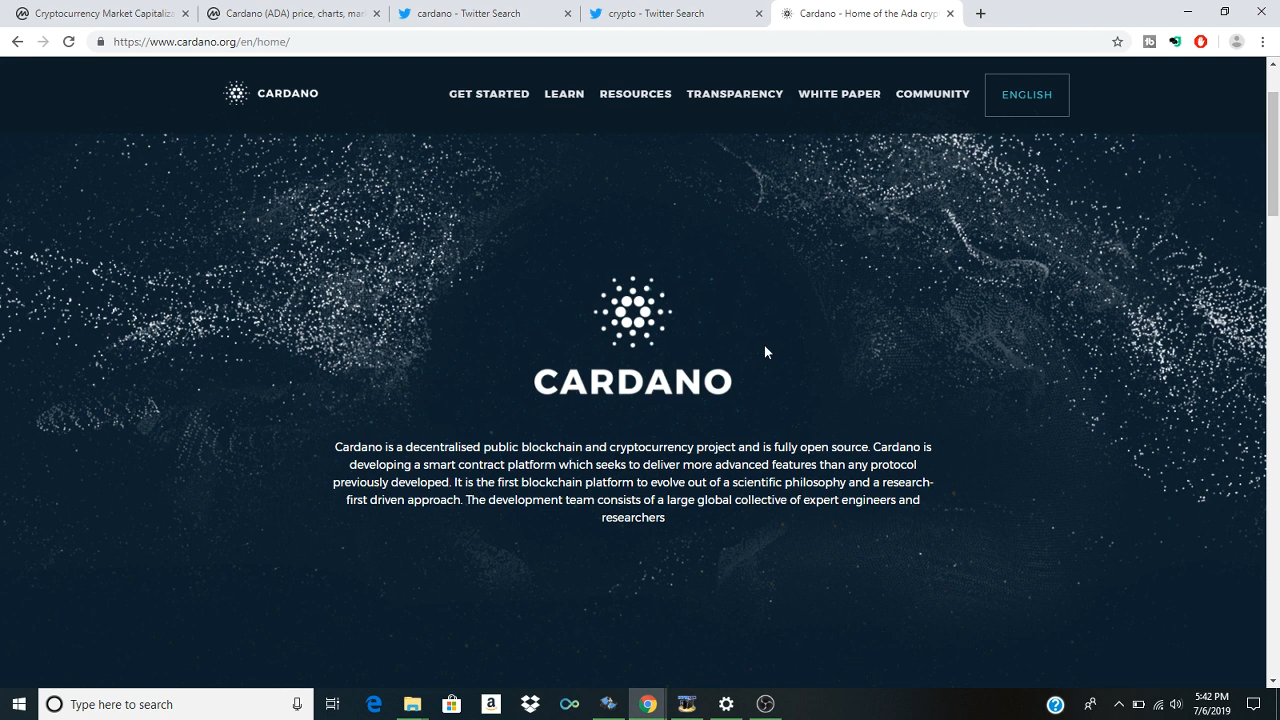 Cryptocurrency Market Capitaliza
Cardano (ADA) price, charts, mar
cardano - Twitter Search
crypto - Twitter Search
Cardano - Home of the Ada cryp
https://www.cardano.org/en/home/
CARDANO
GET STARTED
LEARN
RESOURCES
TRANSPARENCY
WHITE PAPER
COMMUNITY
ENGLISH
CARDANO
Cardano is a decentralised public blockchain and cryptocurrency project and is fully open source. Cardano is
developing a smart contract platform which seeks to deliver more advanced features than any protocol
previously developed. It is the first blockchain platform to evolve out of a scientific philosophy and a research-
first driven approach. The development team consists of a large global collective of expert engineers and
researchers
Type here to search
5:42 PM
7/6/2019